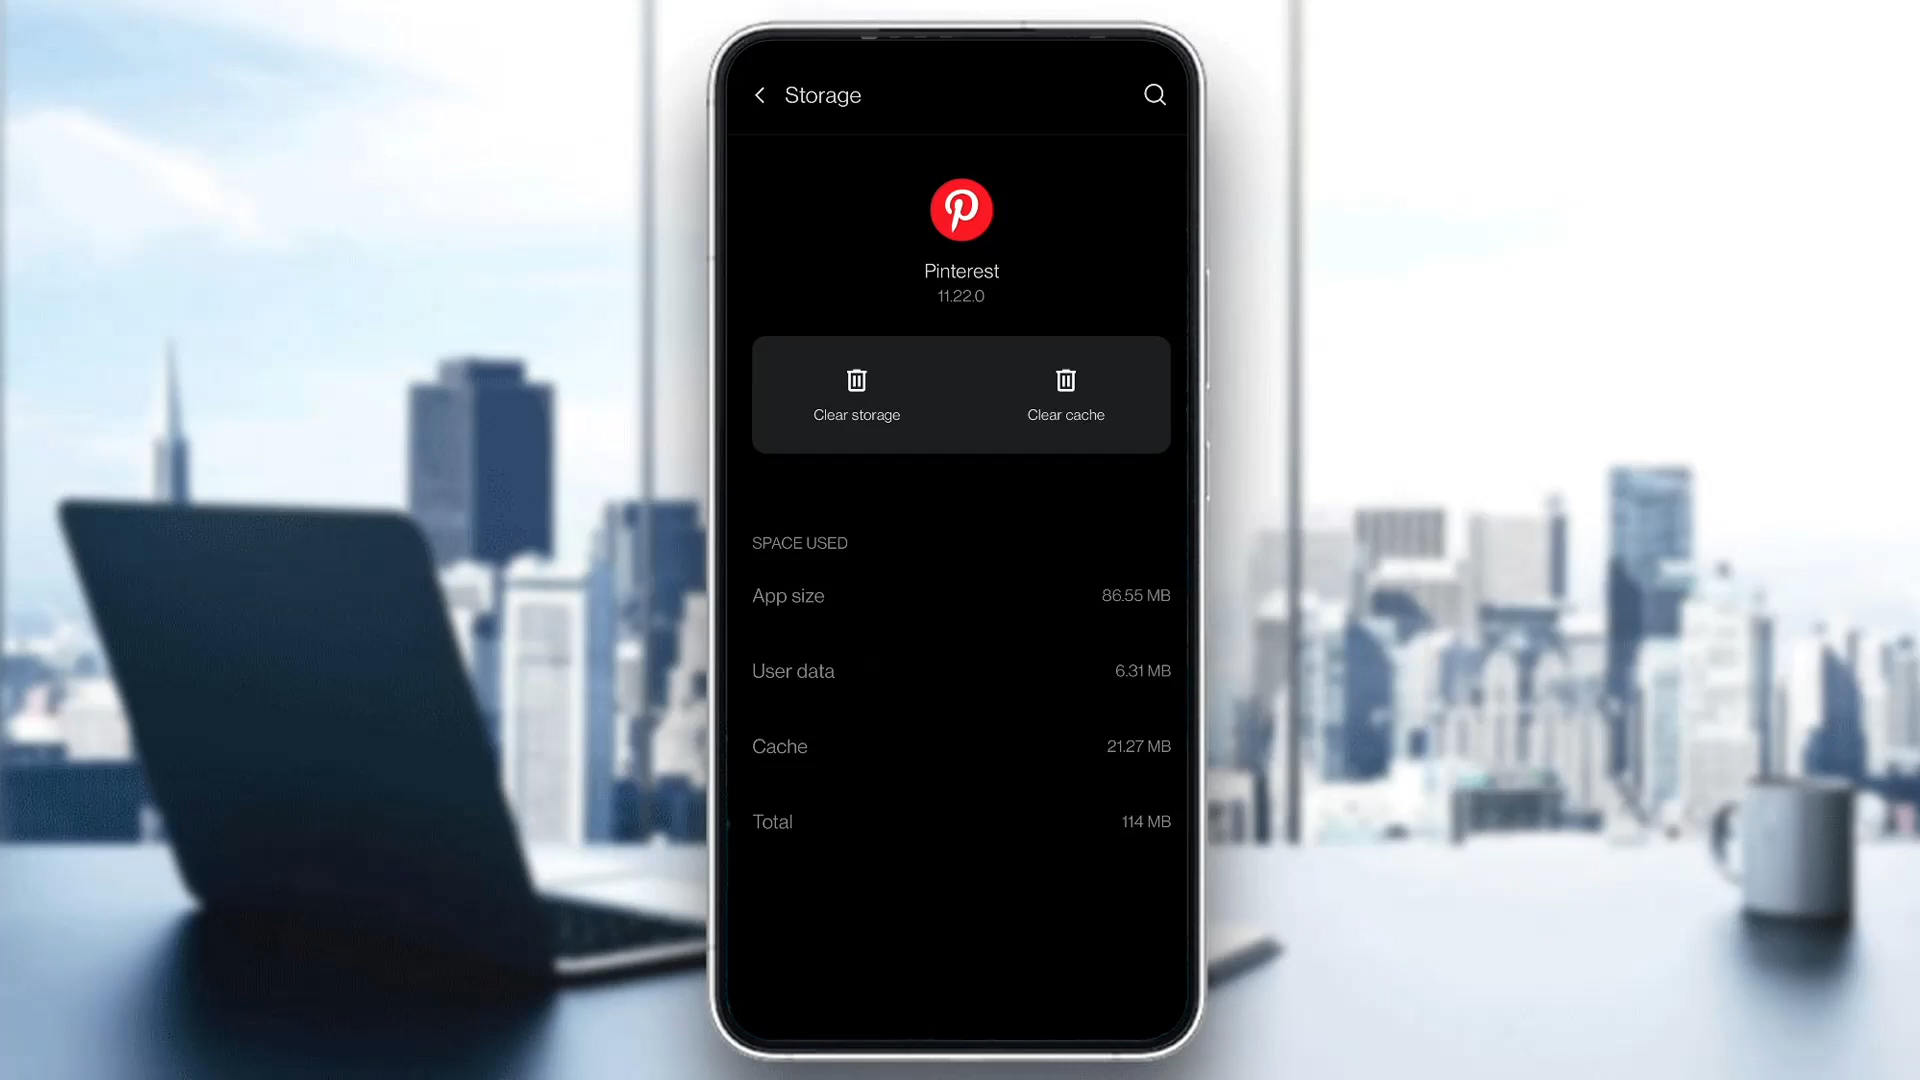 Storage
Pinterest
11.22.0
Clear storage
Clear cache
SPACE USED
App size
86.55 MB
User data
6.31 MB
Cache
21.27 MB
Total
114 MB